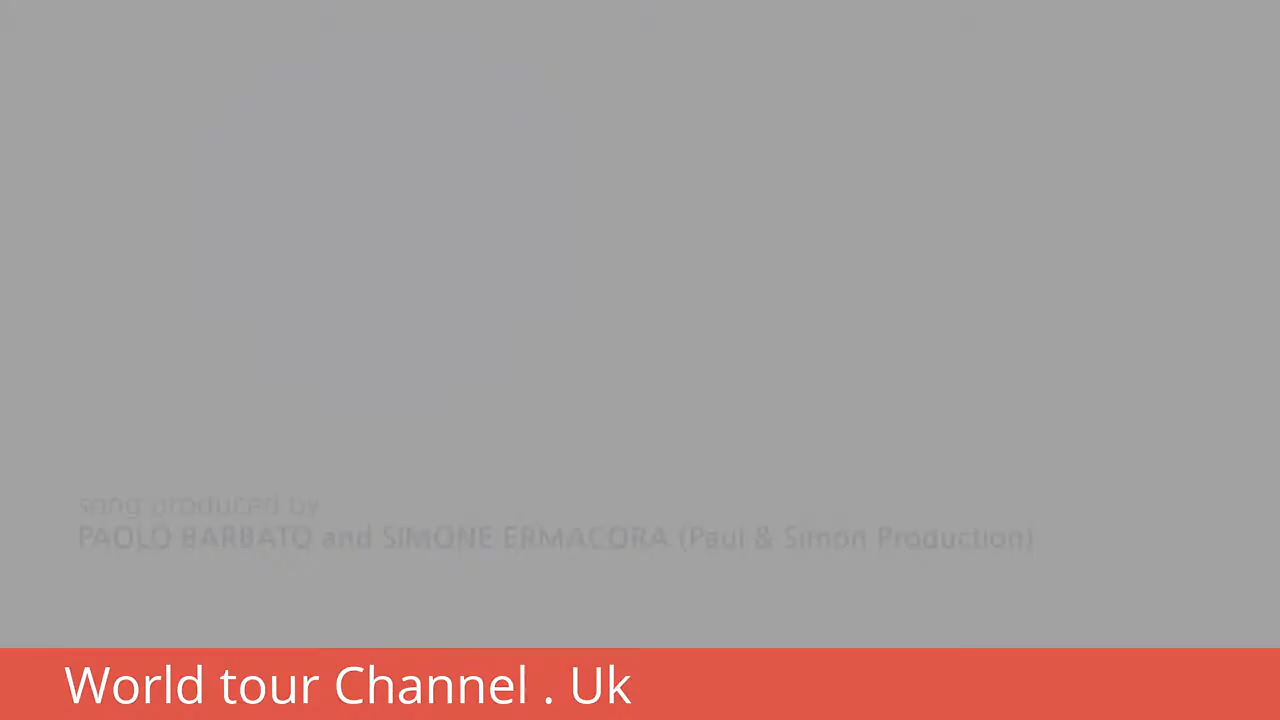 song produced by
PAOLO BARBATO and SIMONE ERMACORA (Paul & Simon Production)
World tour Channel . Uk